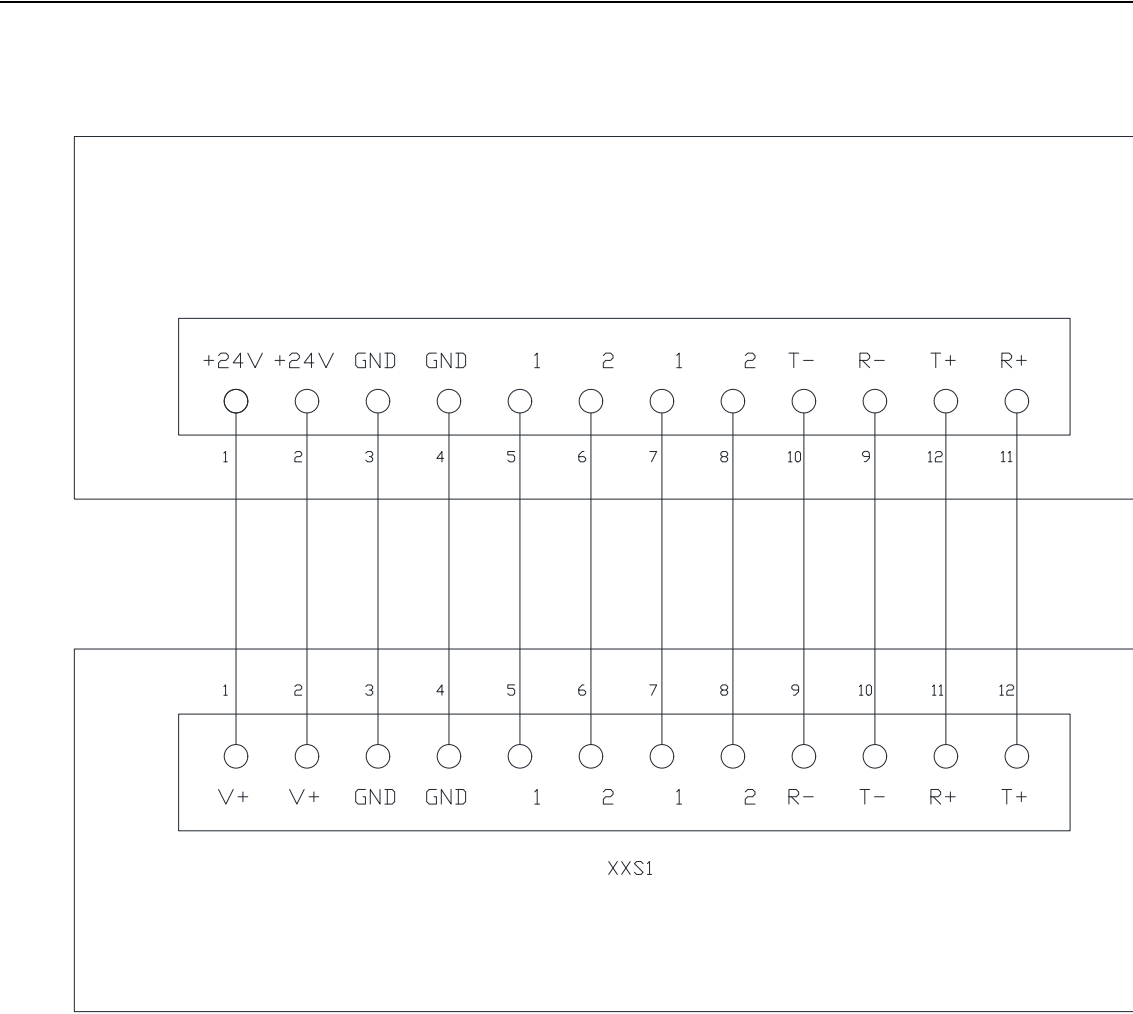 +24V +24V GND GND 1 2 1 2 T- R- T+ R+
1 2 3 4 5 6 7 8 10 9 12 11
1 2 3 4 5 6 7 8 9 10 11 12
V+ V+ GND GND 1 2 1 2 R- T- R+ T+
XXS1